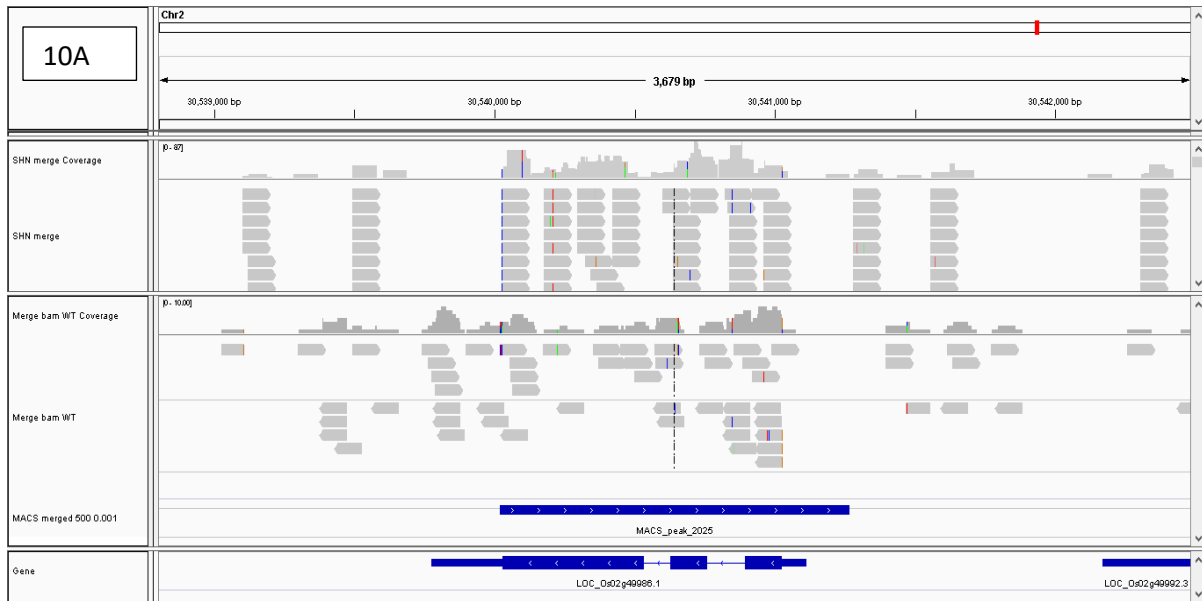 10A
Chr2
3,679 bp
30,539,000 bp 30,540,000 bp 30,541,000 bp 30,542,000 bp
SHN merge Coverage
[0 - 87]
SHN merge
Merge bam WT Coverage
[0 - 10.00]
Merge bam WT
MACS merged 500 0.001
MACS_peak_2025
Gene
LOC_Os02g49986.1 LOC_Os02g49992.3